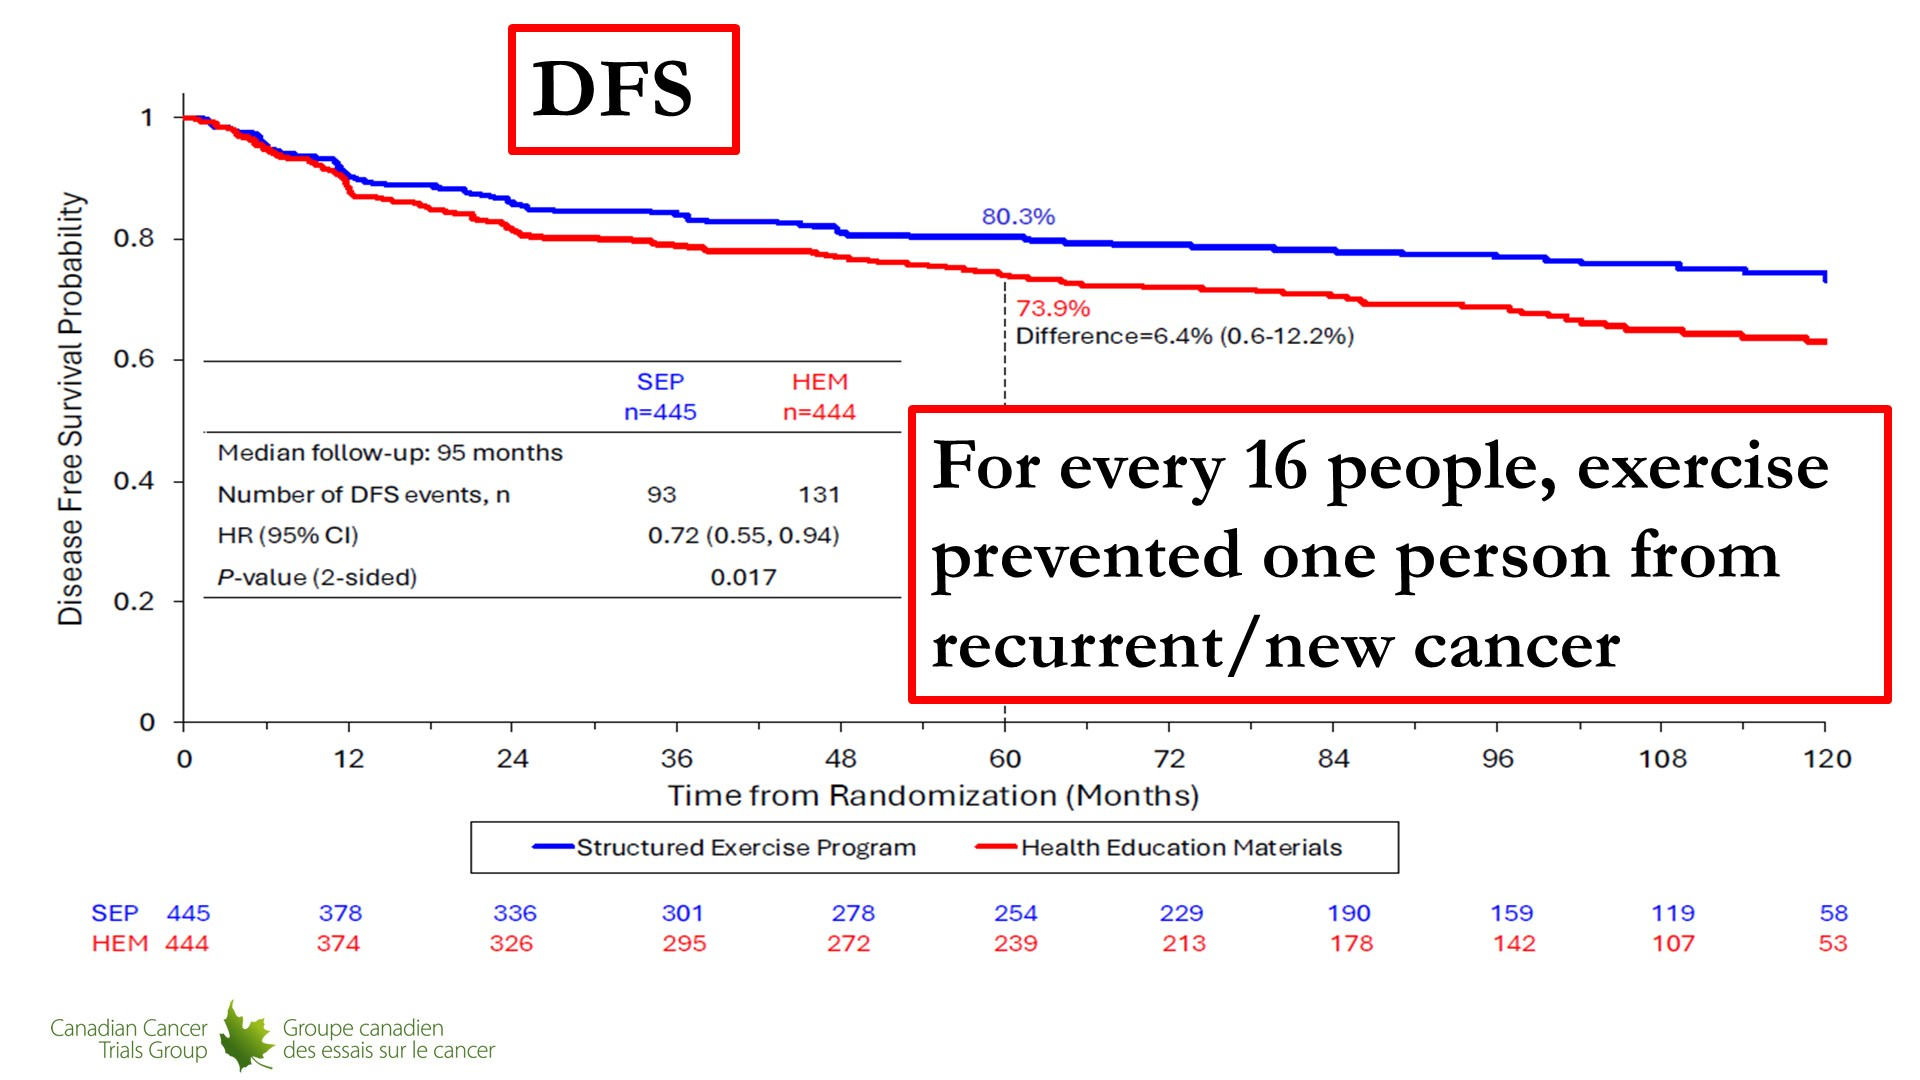 DFS
Disease Free Survival Probability
1
0.8
0.6
0.4
0.2
0
80.3%
73.9%
Difference=6.4% (0.6-12.2%)
SEP HEM
n=445 n=444
Median follow-up: 95 months
Number of DFS events, n 93 131
HR (95% CI) 0.72 (0.55, 0.94)
P-value (2-sided) 0.017
For every 16 people, exercise
prevented one person from
recurrent/new cancer
0 12 24 36 48 60 72 84 96 108 120
Time from Randomization (Months)
Structured Exercise Program Health Education Materials
SEP 445 378 336 301 278 254 229 190 159 119 58
HEM 444 374 326 295 272 239 213 178 142 107 53
Canadian Cancer
Trials Group
Groupe canadien
des essais sur le cancer